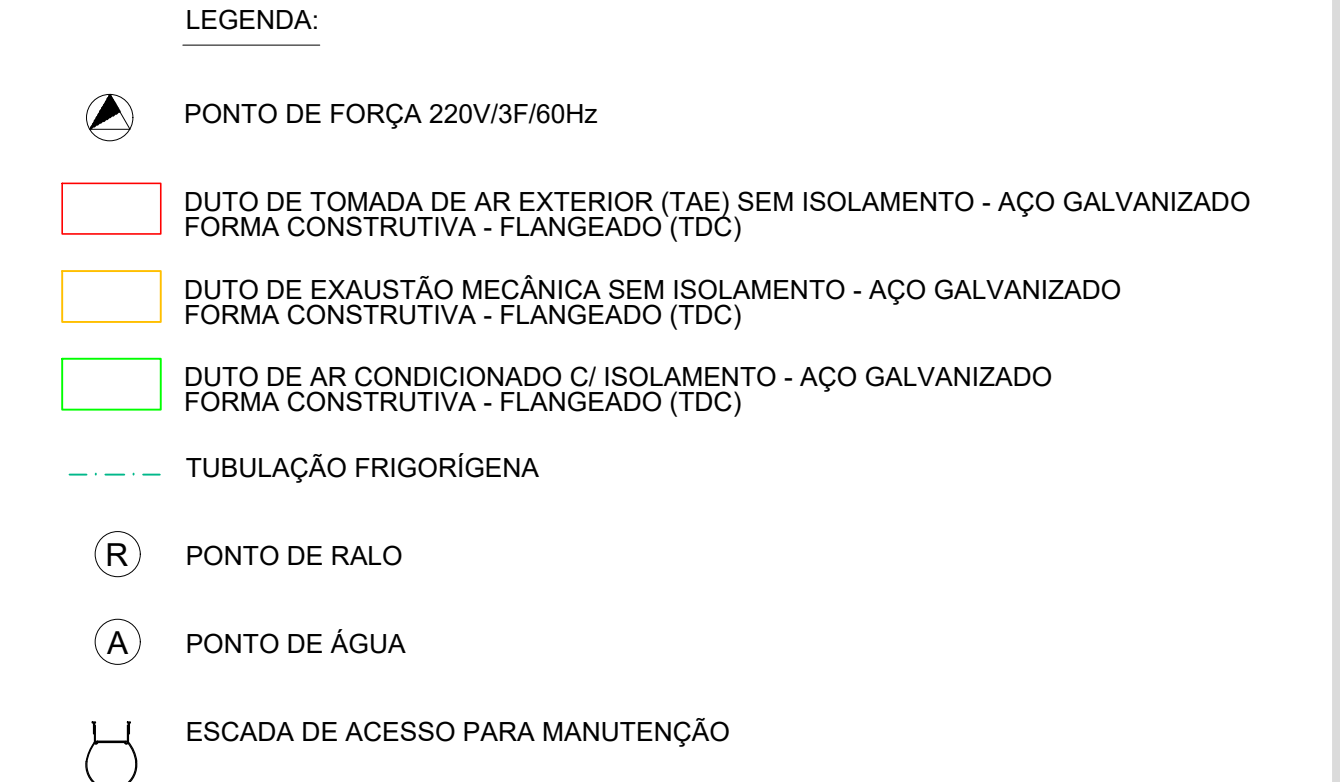 LEGENDA:
PONTO DE FORÇA 220V/3F/60Hz
DUTO DE TOMADA DE AR EXTERIOR (TAE) SEM ISOLAMENTO - AÇO GALVANIZADO
FORMA CONSTRUTIVA - FLANGEADO (TDC)
DUTO DE EXAUSTÃO MECÂNICA SEM ISOLAMENTO - AÇO GALVANIZADO
FORMA CONSTRUTIVA - FLANGEADO (TDC)
DUTO DE AR CONDICIONADO C/ ISOLAMENTO - AÇO GALVANIZADO
FORMA CONSTRUTIVA - FLANGEADO (TDC)
TUBULAÇÃO FRIGORÍGENA
R PONTO DE RALO
A PONTO DE ÁGUA
ESCADA DE ACESSO PARA MANUTENÇÃO